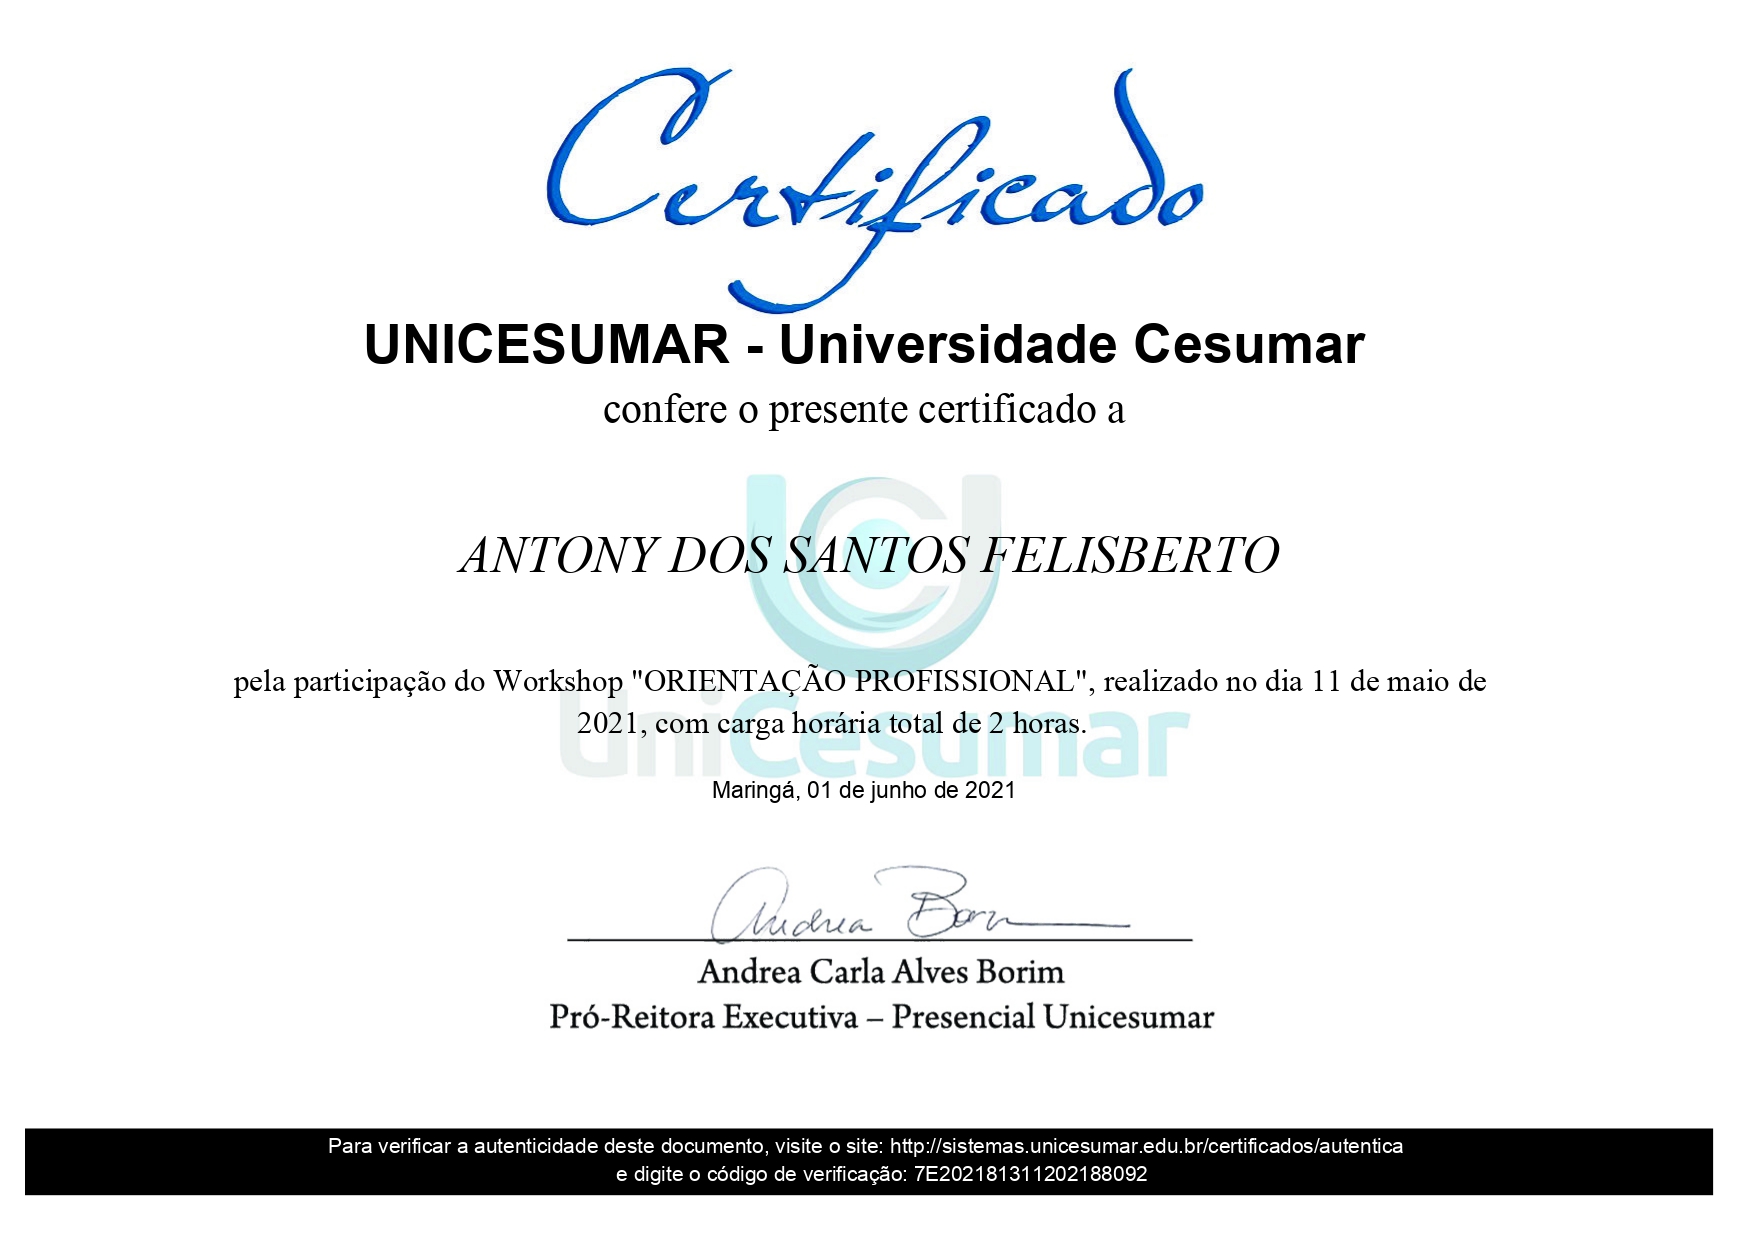 Certificado
UNICESUMAR - Universidade Cesumar
confere o presente certificado a
ANTONY DOS SANTOS FELISBERTO
pela participação do Workshop "ORIENTAÇÃO PROFISSIONAL", realizado no dia 11 de maio de
2021, com carga horária total de 2 horas.
UniCesumar
Maringá, 01 de junho de 2021
Andrea Borim
Andrea Carla Alves Borim
Pró-Reitora Executiva – Presencial Unicesumar
Para verificar a autenticidade deste documento, visite o site: http://sistemas.unicesumar.edu.br/certificados/autentica
e digite o código de verificação: 7E202181311202188092